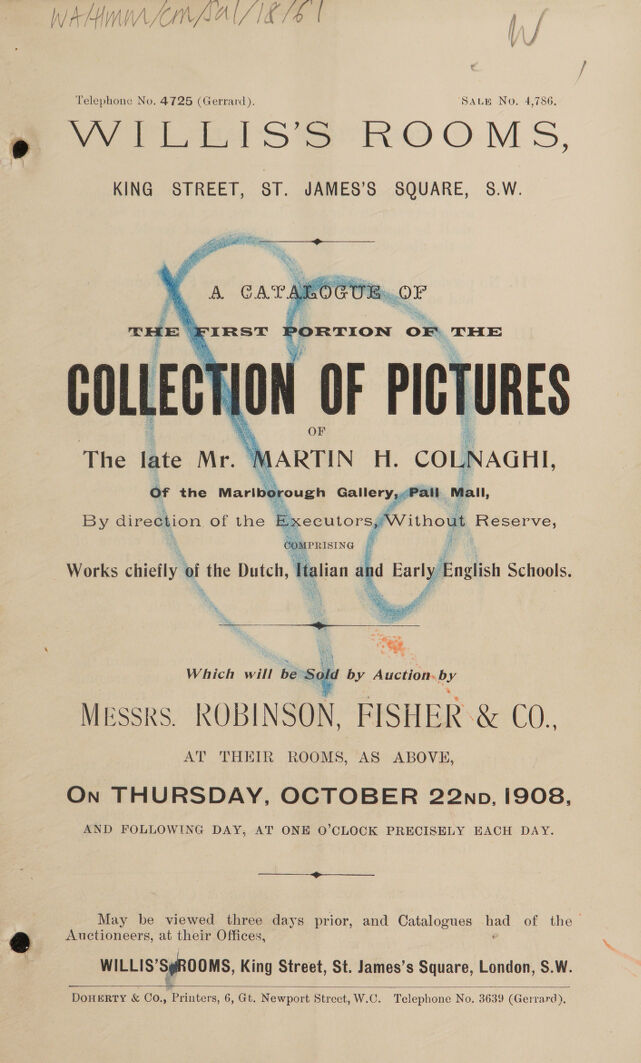 WA/HMM/CM/Sal/18/61
W
Telephone No. 4725 (Gerrard). SALE No. 4,786.
WILLIS'S ROOMS,
KING STREET, ST. JAMES'S SQUARE, S.W.
A CATALOGUE OF
THE FIRST PORTION OF THE
COLLECTION OF PICTURES
OF
The late Mr. MARTIN H. COLNAGHI,
Of the Marlborough Gallery, Pall Mall,
By direction of the Executors, Without Reserve,
COMPRISING
Works chiefly of the Dutch, Italian and Early English Schools.
Which will be Sold by Auction by
MESSRS. ROBINSON, FISHER & CO.,
AT THEIR ROOMS, AS ABOVE,
ON THURSDAY, OCTOBER 22ND, 1908,
AND FOLLOWING DAY, AT ONE O'CLOCK PRECISELY EACH DAY.
May be viewed three days prior, and Catalogues had of the
Auctioneers, at their Offices,
WILLIS'S ROOMS, King Street, St. James's Square, London, S.W.
DOHERTY & CO., Printers, 6, Gt. Newport Street, W.C. Telephone No. 3639 (Gerrard).